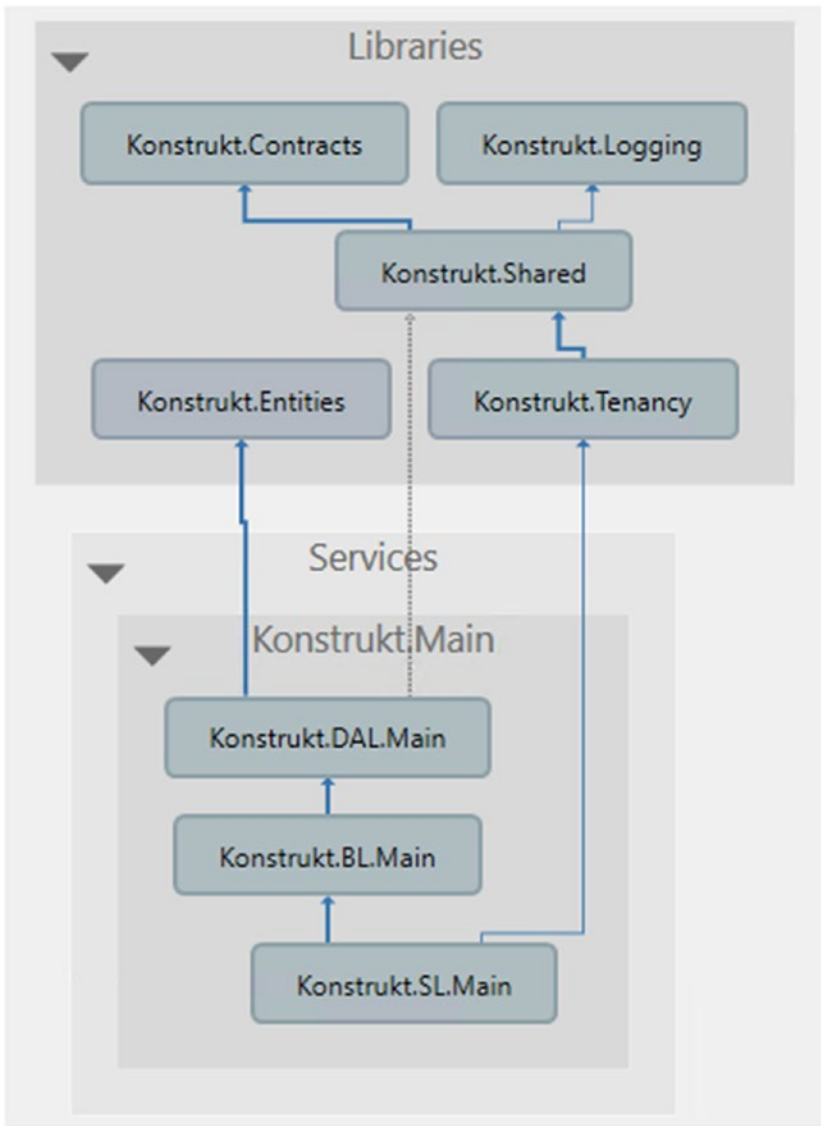 Libraries
Konstrukt.Contracts
Konstrukt.Logging
Konstrukt.Shared
Konstrukt.Entities
Konstrukt.Tenancy
Services
Konstrukt.Main
Konstrukt.DAL.Main
Konstrukt.BL.Main
Konstrukt.SL.Main